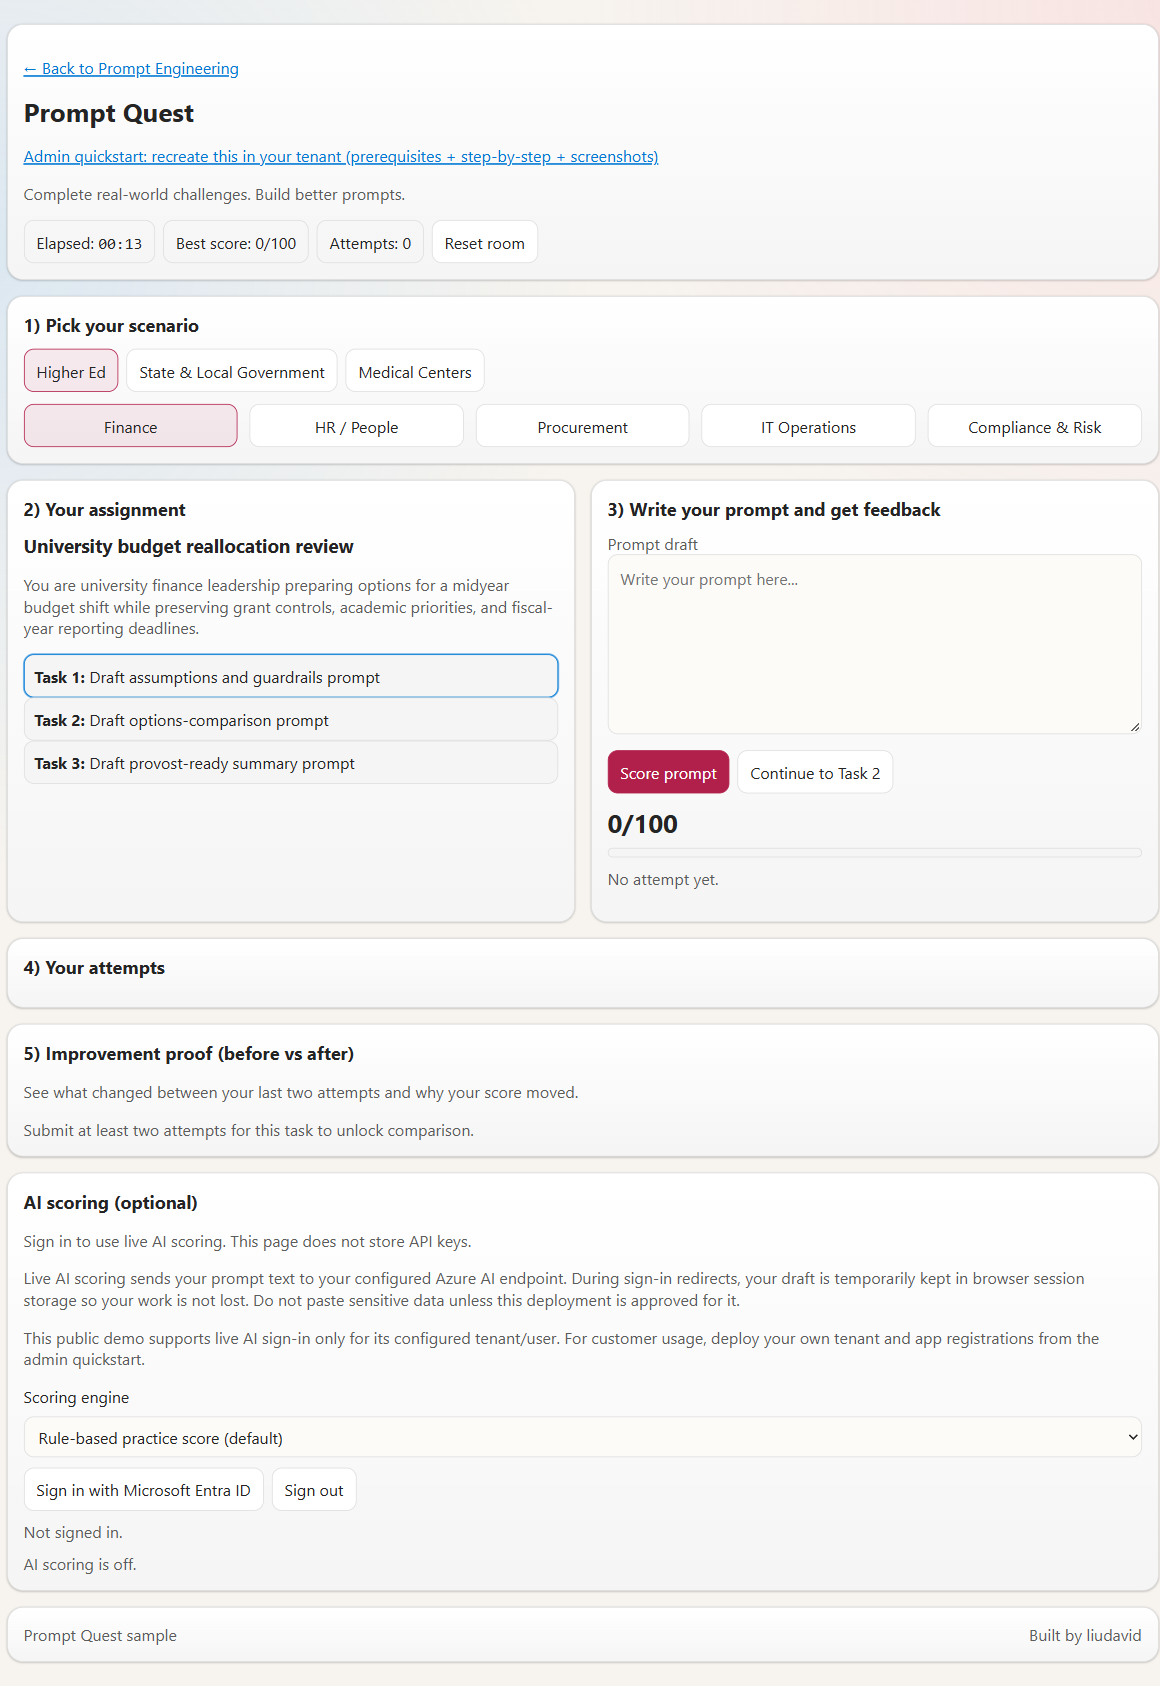 ← Back to Prompt Engineering
Prompt Quest
Admin quickstart: recreate this in your tenant (prerequisites + step-by-step + screenshots)
Complete real-world challenges. Build better prompts.
Elapsed: 00:13
Best score: 0/100
Attempts: 0
Reset room
1) Pick your scenario
Higher Ed
State & Local Government
Medical Centers
Finance
HR / People
Procurement
IT Operations
Compliance & Risk
2) Your assignment
University budget reallocation review
You are university finance leadership preparing options for a midyear
budget shift while preserving grant controls, academic priorities, and fiscal-
year reporting deadlines.
Task 1: Draft assumptions and guardrails prompt
Task 2: Draft options-comparison prompt
Task 3: Draft provost-ready summary prompt
3) Write your prompt and get feedback
Prompt draft
Write your prompt here...
Score prompt
Continue to Task 2
0/100
No attempt yet.
4) Your attempts
5) Improvement proof (before vs after)
See what changed between your last two attempts and why your score moved.
Submit at least two attempts for this task to unlock comparison.
AI scoring (optional)
Sign in to use live AI scoring. This page does not store API keys.
Live AI scoring sends your prompt text to your configured Azure AI endpoint. During sign-in redirects, your draft is temporarily kept in browser session
storage so your work is not lost. Do not paste sensitive data unless this deployment is approved for it.
This public demo supports live AI sign-in only for its configured tenant/user. For customer usage, deploy your own tenant and app registrations from the
admin quickstart.
Scoring engine
Rule-based practice score (default)
Sign in with Microsoft Entra ID
Sign out
Not signed in.
AI scoring is off.
Prompt Quest sample
Built by liudavid